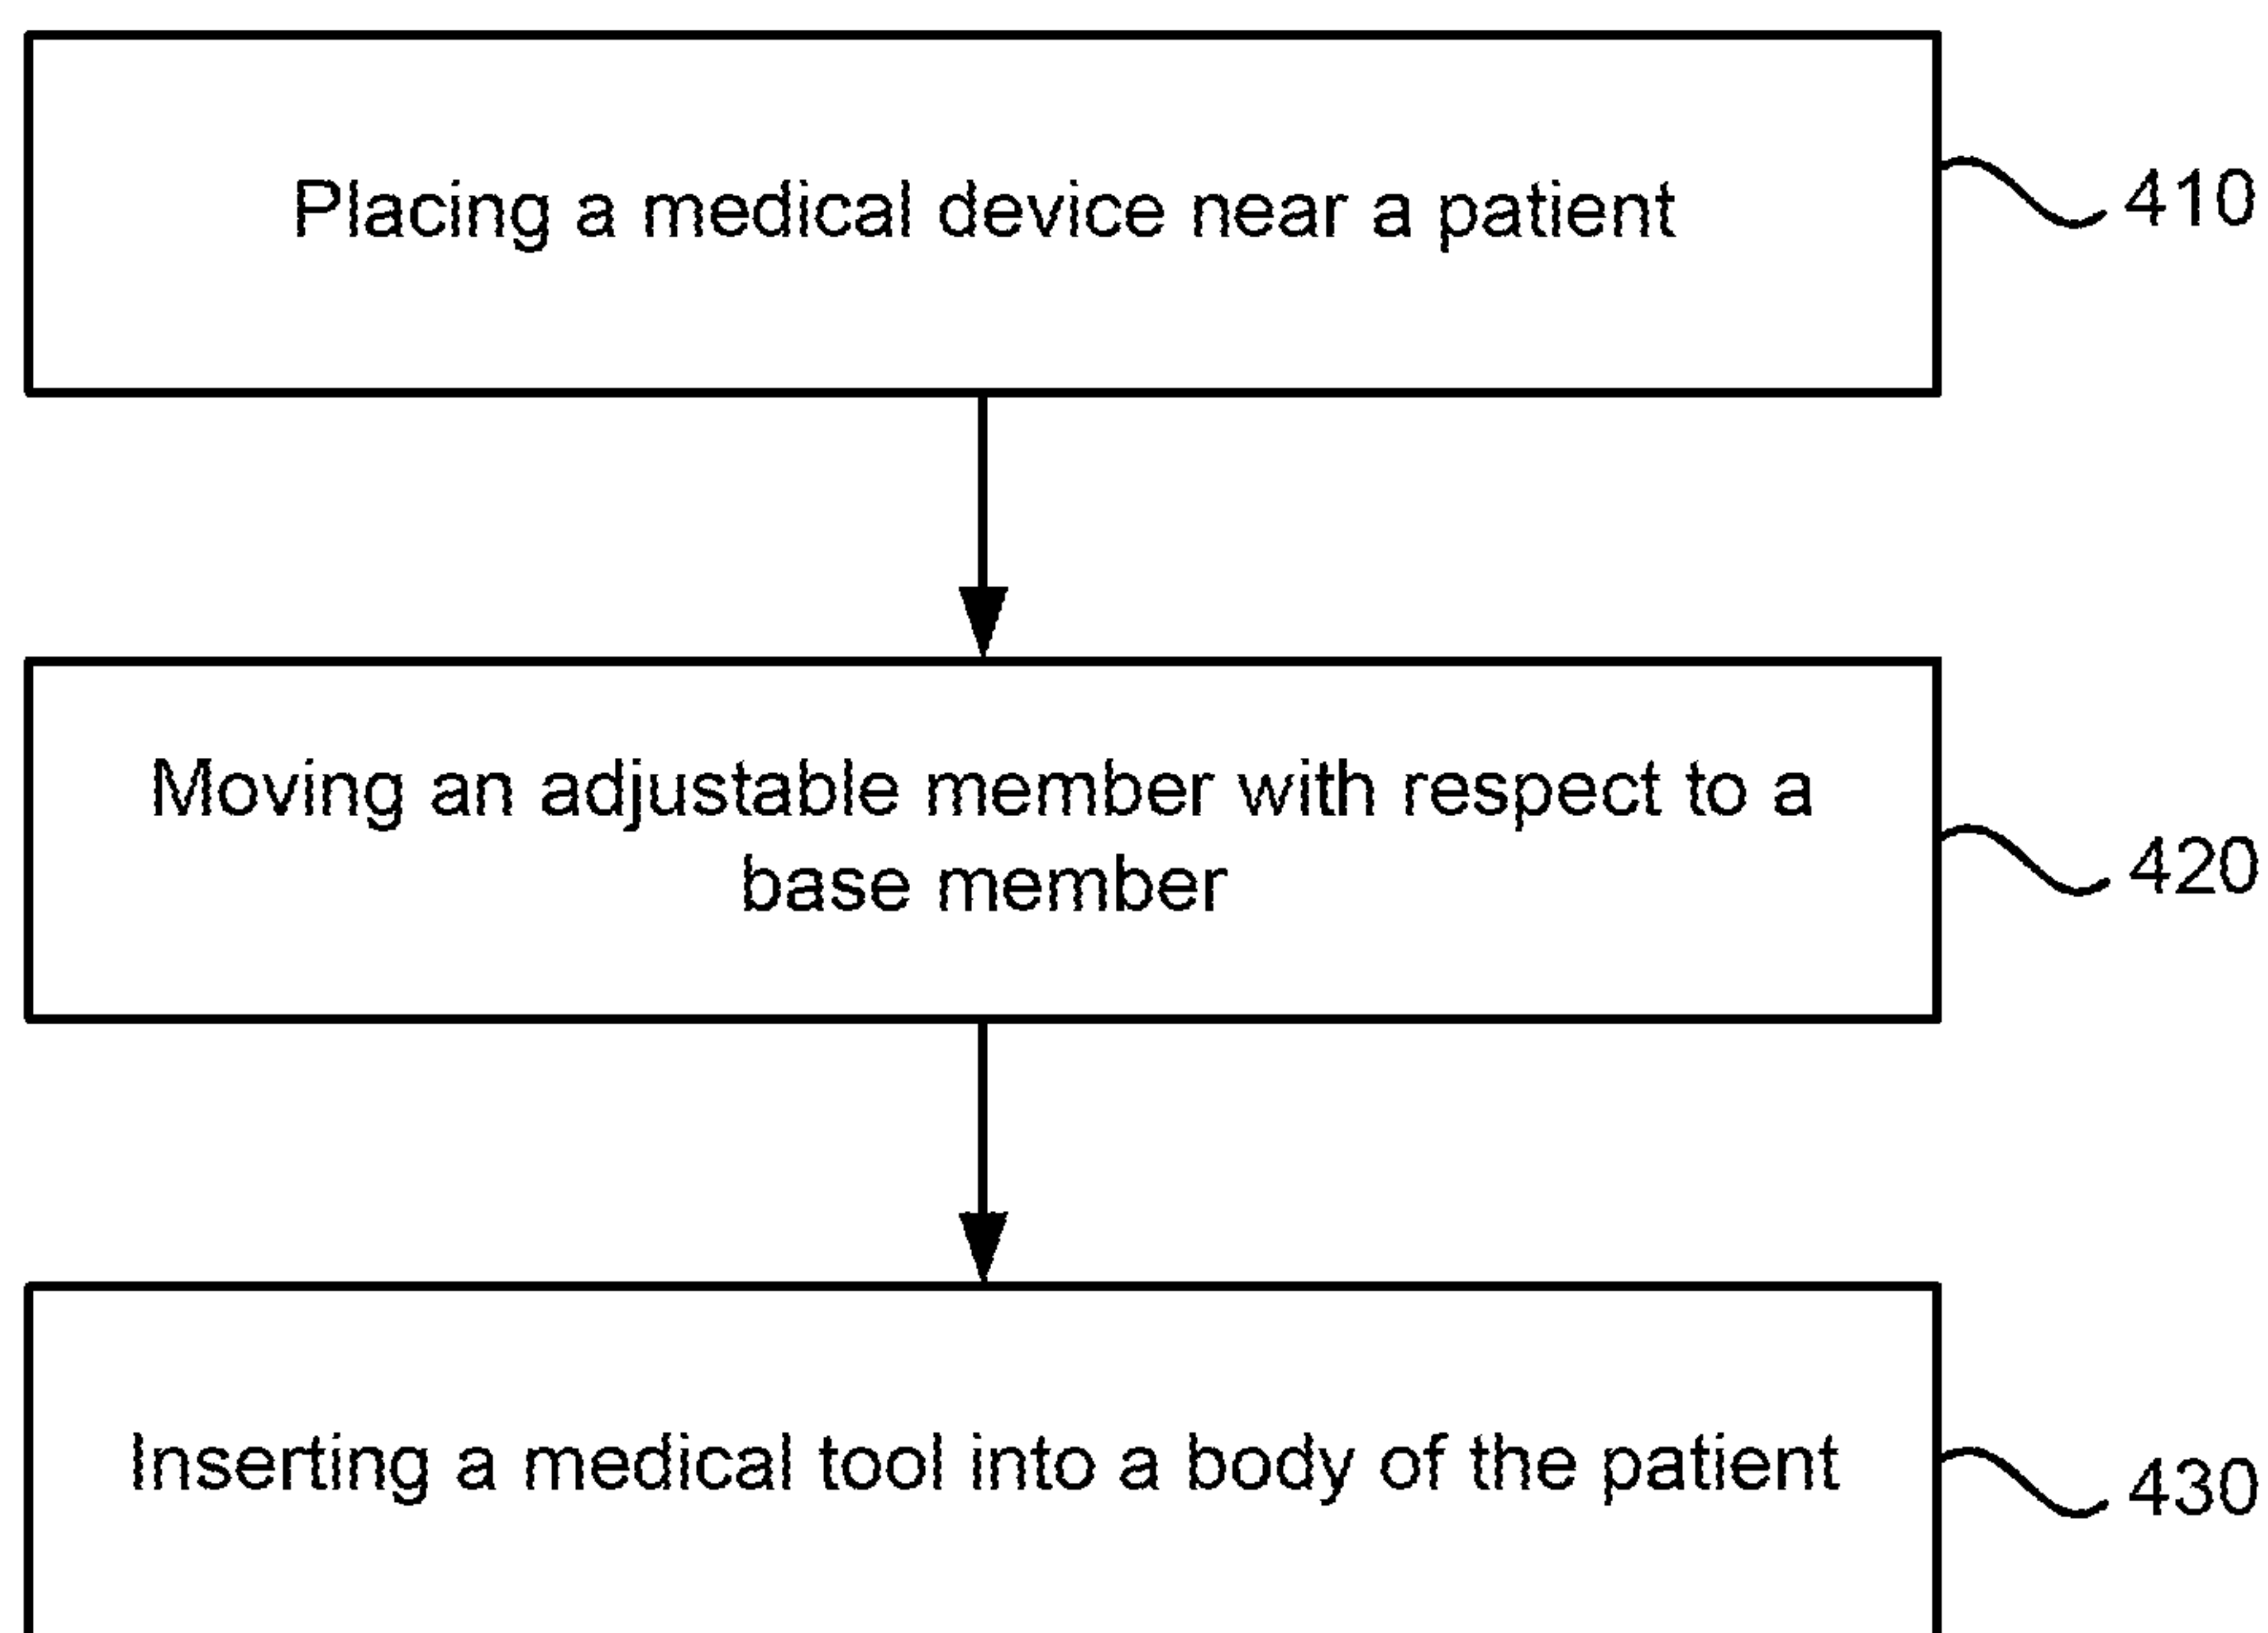 Placing a medical device near a patient
410
Moving an adjustable member with respect to a
base member
420
Inserting a medical tool into a body of the patient
430